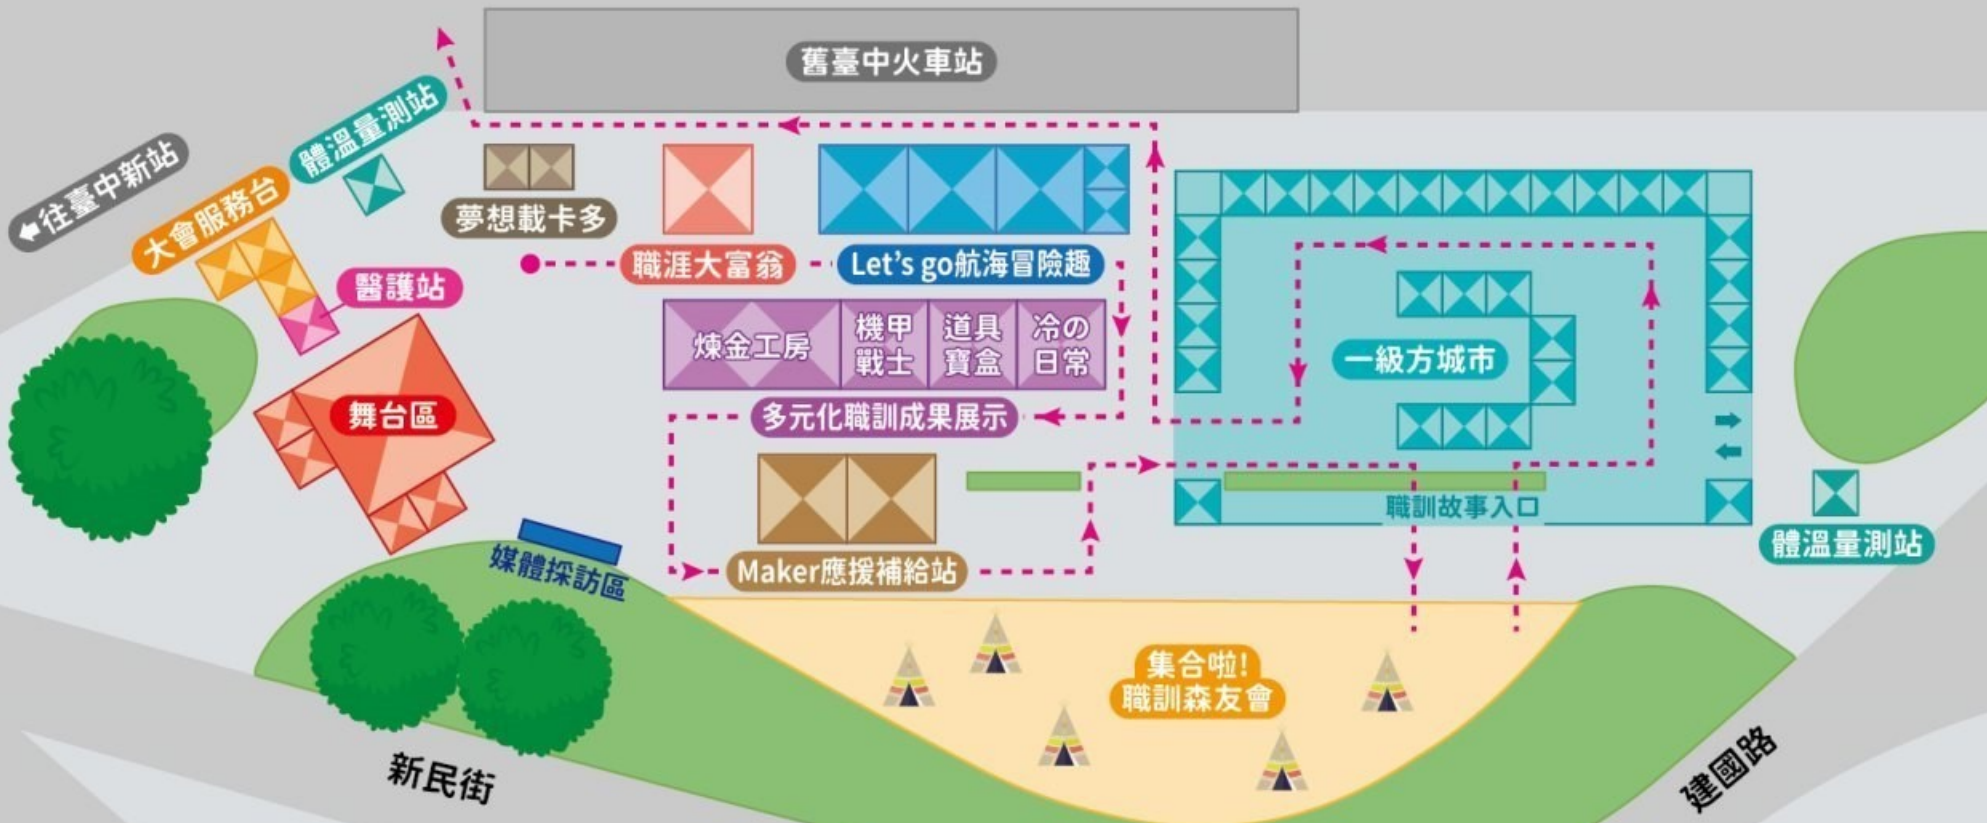 舊臺中火車站
體溫量測站
←往臺中新站
大會服務台
醫護站
舞台區
媒體採訪區
夢想載卡多
職涯大富翁
Let's go航海冒險趣
煉金工房
機甲
戰士
道具
寶盒
冷の
日常
多元化職訓成果展示
Maker應援補給站
一級方城市
職訓故事入口
體溫量測站
集合啦!
職訓森友會
新民街
建國路